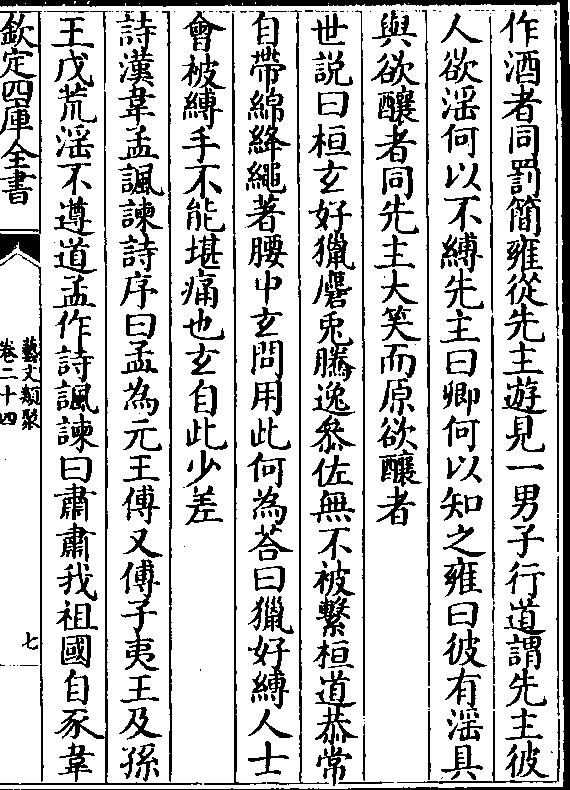 作酒者同罰簡雍從先主遊見一男子行道謂先主彼
人欲淫何以不縛先主曰卿何以知之雍曰彼有淫具
與欲釀者同先主大笑而原欲釀者
世説曰桓玄好獵麏兎騰逸叅佐無不被繫桓道恭常
自帶綿絳繩著腰中玄問用此何為荅曰獵好縛人士
會被縛手不能堪痛也玄自此少差
詩漢韋孟諷諫詩序曰孟為元王傅又傅子夷王及孫
王戊荒淫不遵道孟作詩諷諫曰肅肅我祖國自豕韋
欽定四庫全書
藝文類聚
卷二十四
七